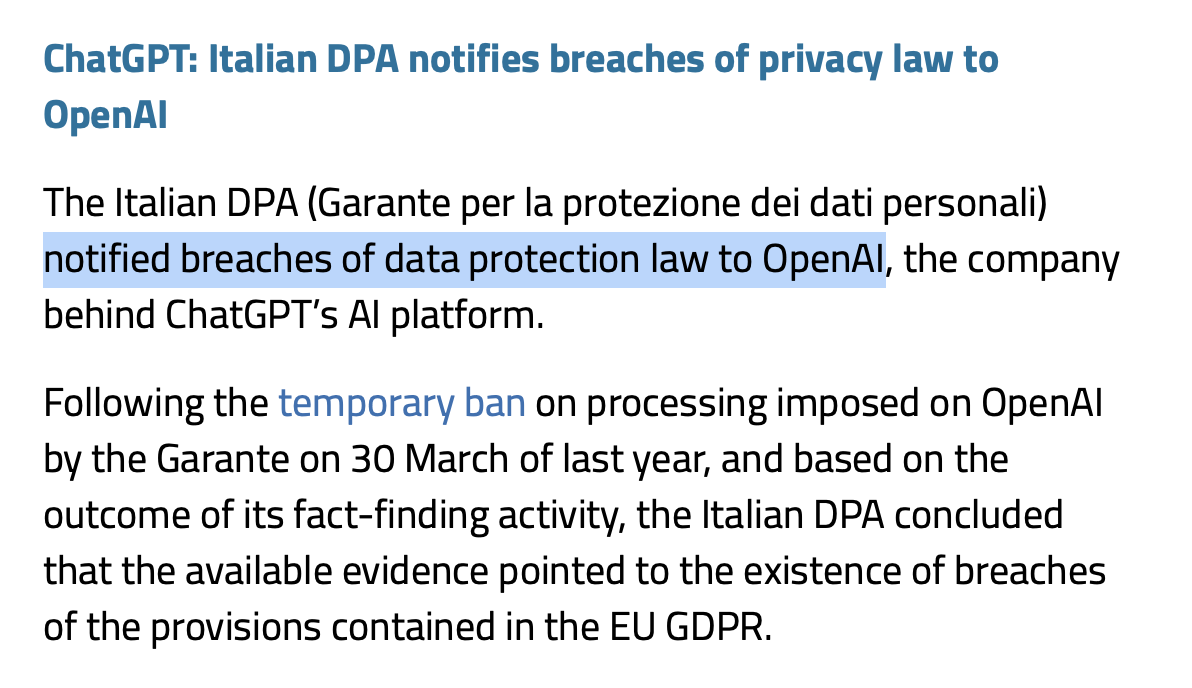 ChatGPT: Italian DPA notifies breaches of privacy law to
OpenAI
The Italian DPA (Garante per la protezione dei dati personali)
notified breaches of data protection law to OpenAI, the company
behind ChatGPT’s AI platform.
Following the temporary ban on processing imposed on OpenAI
by the Garante on 30 March of last year, and based on the
outcome of its fact-finding activity, the Italian DPA concluded
that the available evidence pointed to the existence of breaches
of the provisions contained in the EU GDPR.